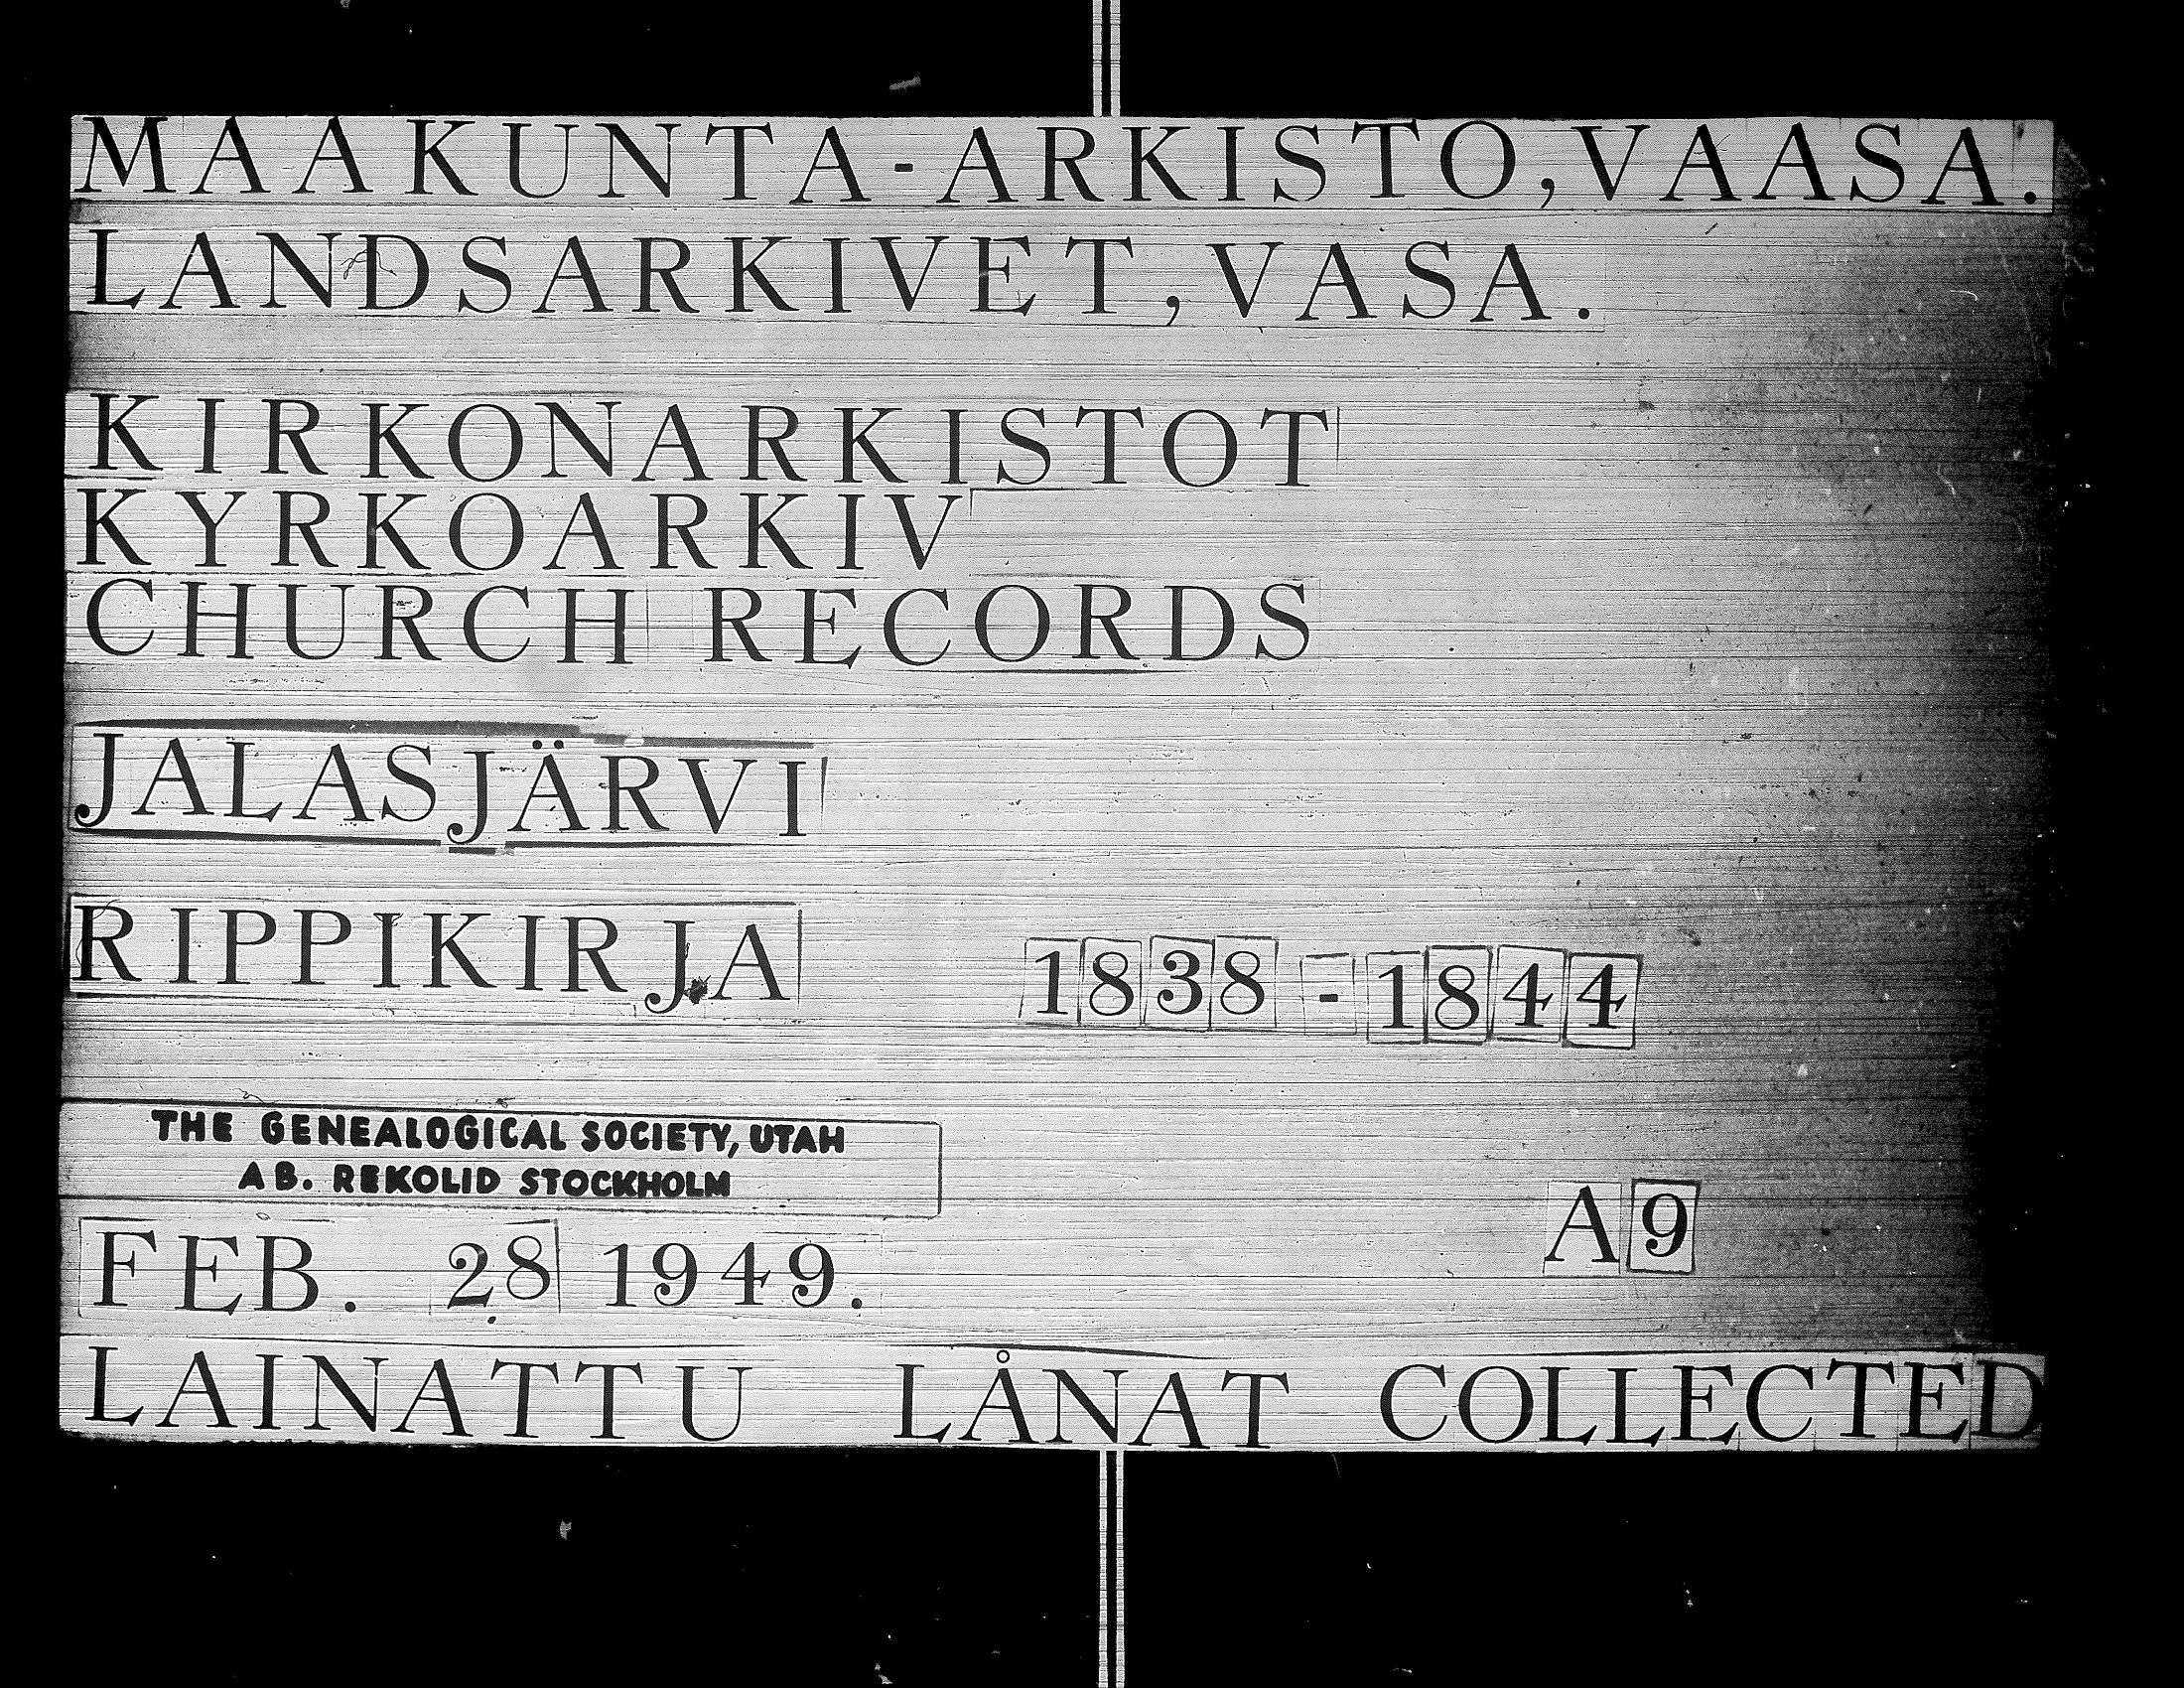 MAAKUNTA-ARKISTO, VAASA.
LANDSARKIVET, VASA.
KIRKONARKISTOT
KYRKOARKIV
CHURCH RECORDS
JALASJÄRVI
RIPPIKIRJA 1838-1844
THE GENEALOGICAL SOCIETY, UTAH
AB. REKOLID STOCKHOLM
A9
FEB. 28 1949.
LAINATTU LÅNAT COLLECTED